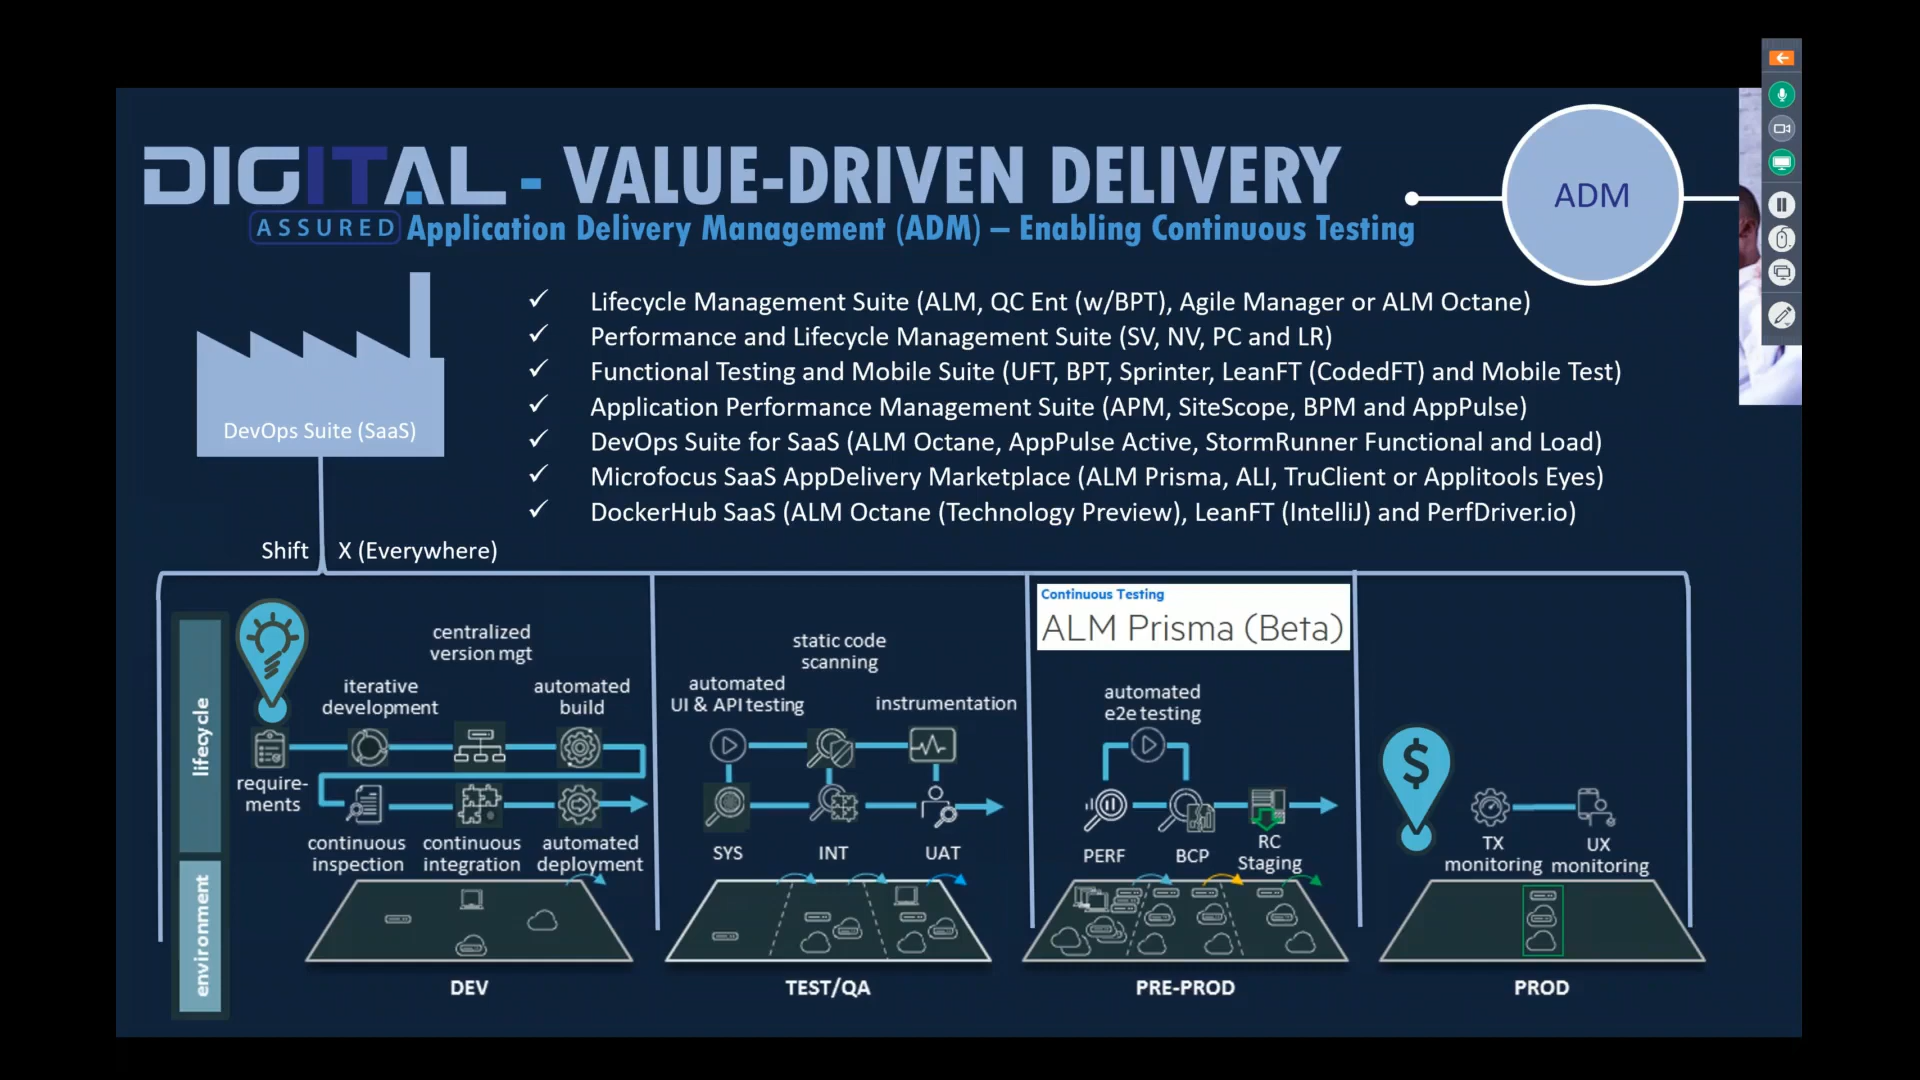 DIGITAL - VALUE-DRIVEN DELIVERY
ASSURED Application Delivery Management (ADM) – Enabling Continuous Testing
ADM
DevOps Suite (SaaS)
✓ Lifecycle Management Suite (ALM, QC Ent (w/BPT), Agile Manager or ALM Octane)
✓ Performance and Lifecycle Management Suite (SV, NV, PC and LR)
✓ Functional Testing and Mobile Suite (UFT, BPT, Sprinter, LeanFT (CodedFT) and Mobile Test)
✓ Application Performance Management Suite (APM, SiteScope, BPM and AppPulse)
✓ DevOps Suite for SaaS (ALM Octane, AppPulse Active, StormRunner Functional and Load)
✓ Microfocus SaaS AppDelivery Marketplace (ALM Prisma, ALI, TruClient or Applitools Eyes)
✓ DockerHub SaaS (ALM Octane (Technology Preview), LeanFT (IntelliJ) and PerfDriver.io)
Shift X (Everywhere)
lifecycle
environment
centralized
version mgt
iterative
development
automated
build
require-
ments
continuous
inspection
continuous
integration
automated
deployment
DEV
static code
scanning
automated
UI & API testing
instrumentation
SYS
INT
UAT
TEST/QA
Continuous Testing
ALM Prisma (Beta)
automated
e2e testing
PERF
BCP
RC
Staging
PRE-PROD
$
TX
monitoring
UX
monitoring
PROD